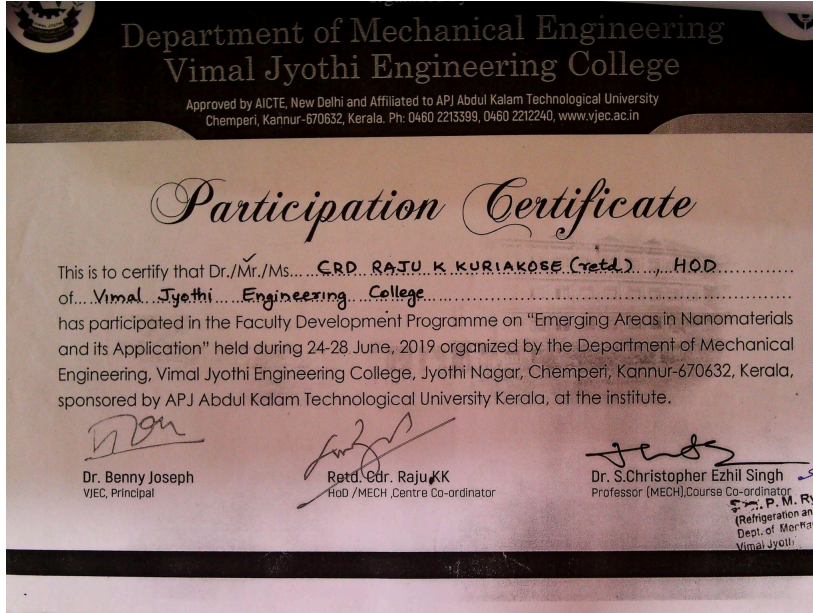 Department of Mechanical Engineering
Vimal Jyothi Engineering College
Approved by AICTE, New Delhi and Affiliated to APJ Abdul Kalam Technological University
Chemperi, Kannur-670632, Kerala. Ph: 0460 2213399, 0460 2212240, www.vjec.ac.in
Participation Certificate
This is to certify that Dr./Mr./Ms... CRD RAJU K KURIAKOSE (retd) , HOD
of... Vimal Jyothi Engineering College
has participated in the Faculty Development Programme on “Emerging Areas in Nanomaterials
and its Application” held during 24-28 June, 2019 organized by the Department of Mechanical
Engineering, Vimal Jyothi Engineering College, Jyothi Nagar, Chemperi, Kannur-670632, Kerala,
sponsored by APJ Abdul Kalam Technological University Kerala, at the institute.
Dr. Benny Joseph
VJEC, Principal
Retd. Cdr. Raju.KK
HoD /MECH ,Centre Co-ordinator
Dr. S.Christopher Ezhil Singh
Professor (MECH),Course Co-ordinator
P. M. Ry
(Refrigeration an
Dept. of
Vimal Jyoth